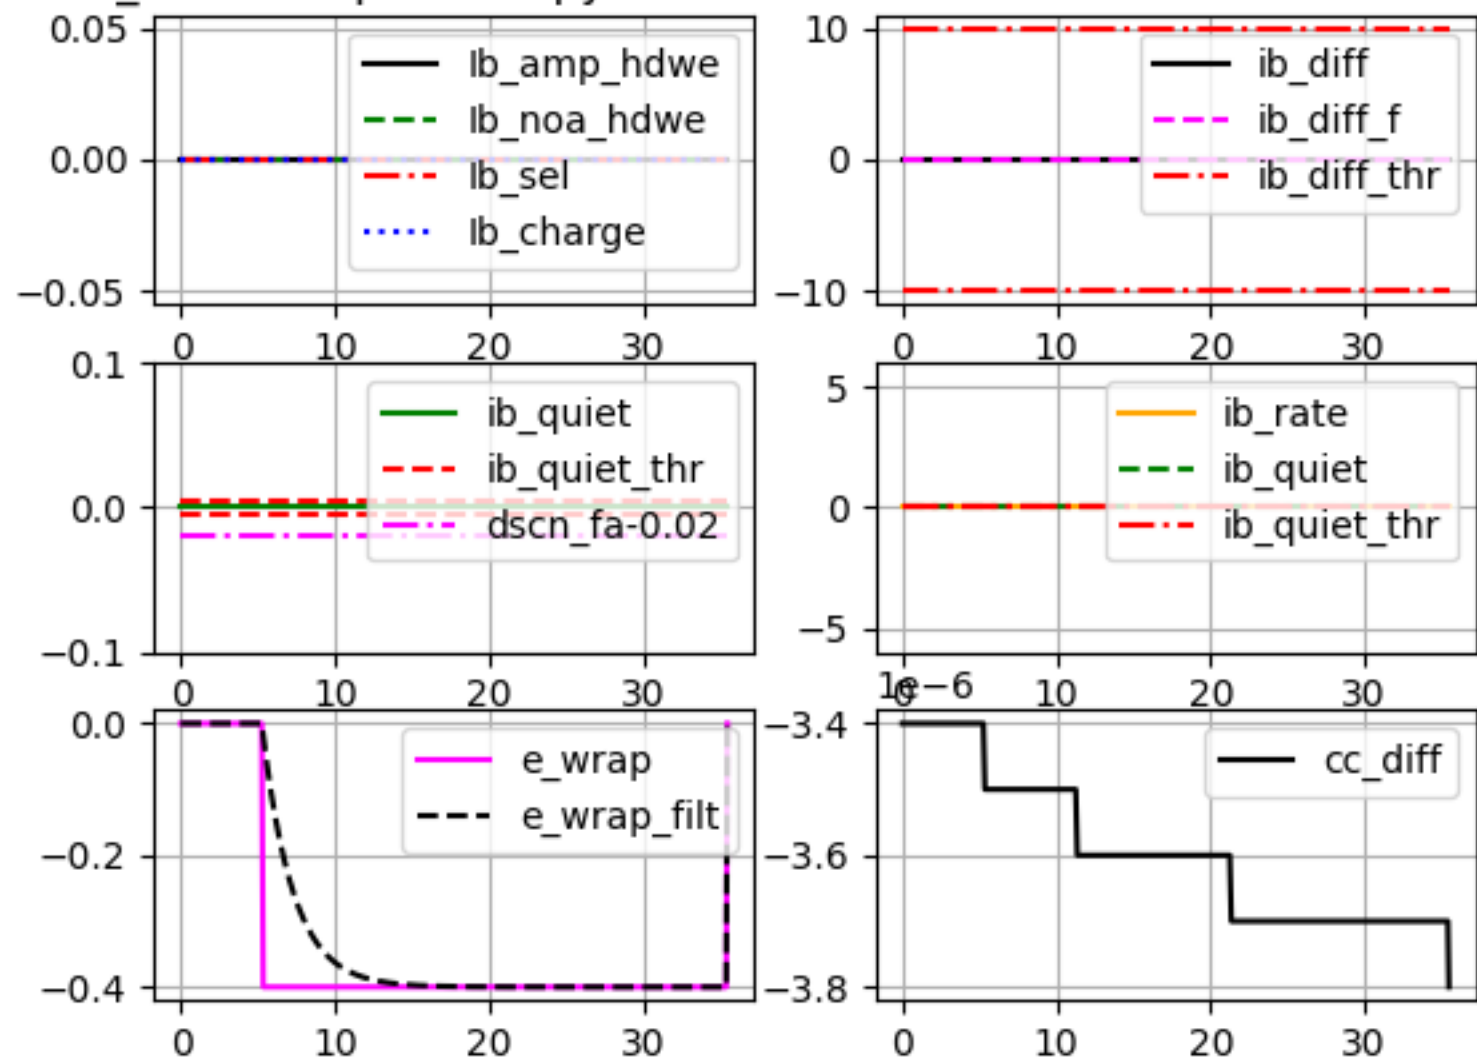 0.05
0.00
−0.05
Ib_amp_hdwe
Ib_noa_hdwe
Ib_sel
Ib_charge
0 10 20 30
10
0
−10
ib_diff
ib_diff_f
ib_diff_thr
0 10 20 30
0.1
0.0
−0.1
ib_quiet
ib_quiet_thr
dscn_fa-0.02
0 10 20 30
5
0
−5
ib_rate
ib_quiet
ib_quiet_thr
0 10 20 30
0.0
−0.2
−0.4
e_wrap
e_wrap_filt
0 10 20 30
1e−6
−3.4
−3.6
−3.8
cc_diff
0 10 20 30